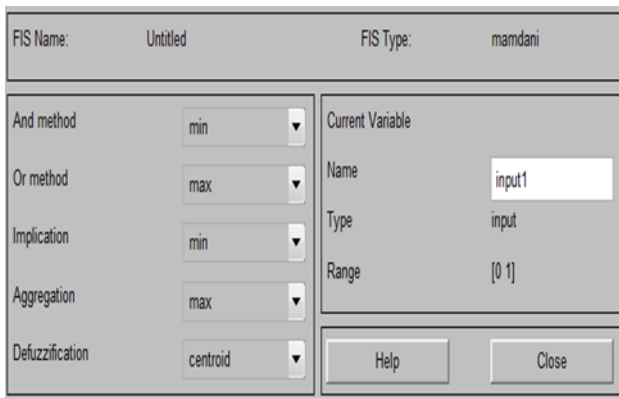 FIS Name: Untitled FIS Type: mamdani
And method min
Or method max
Implication min
Aggregation max
Defuzzification centroid
Current Variable
Name input1
Type input
Range [0 1]
Help Close